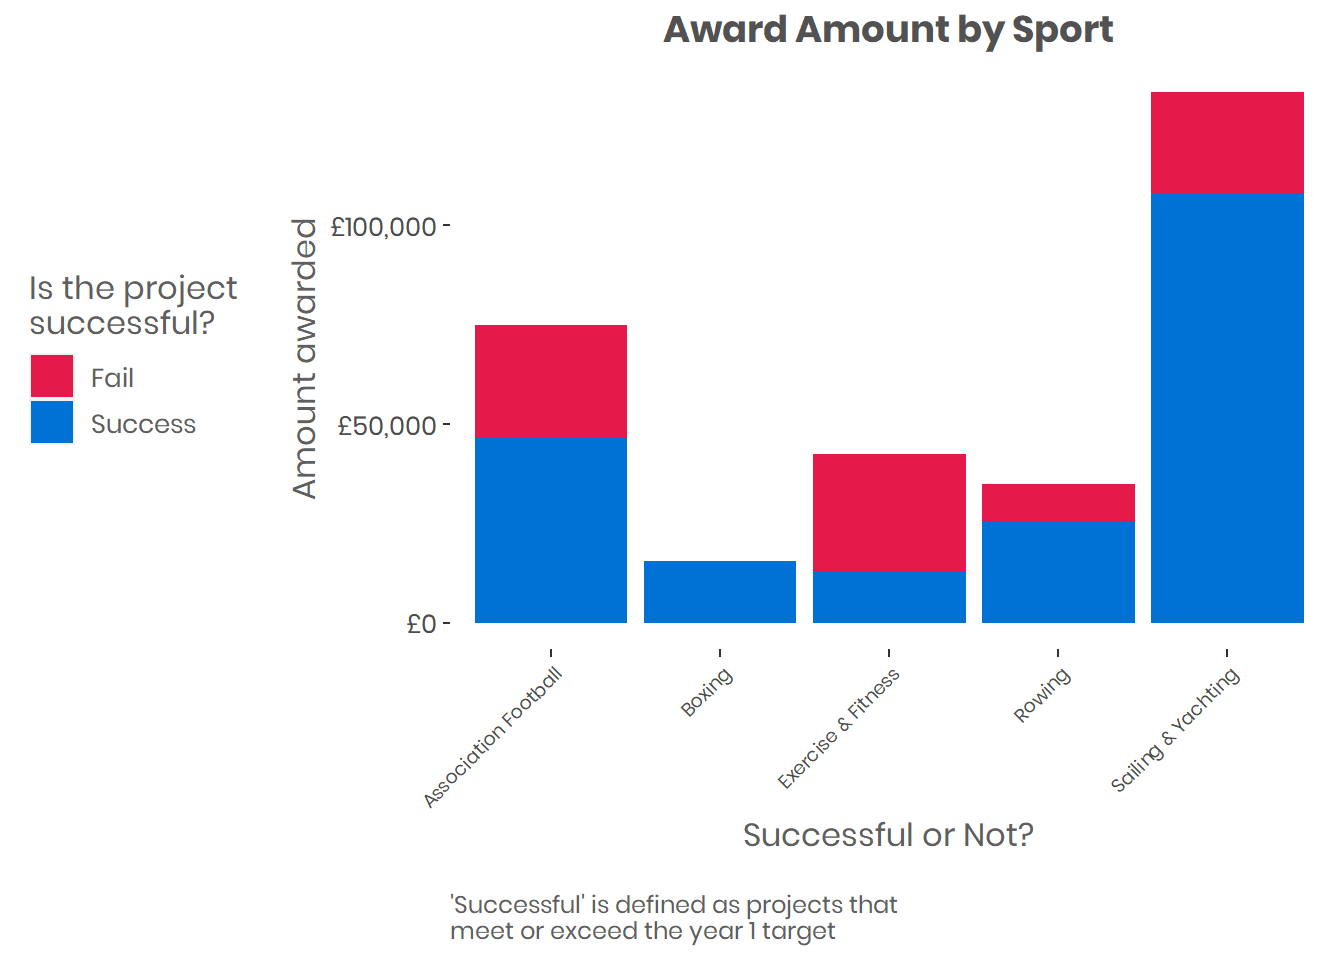 Award Amount by Sport
Is the project
successful?
Fail
Success
Amount awarded
£100,000
£50,000
£0
Association Football
Boxing
Exercise & Fitness
Rowing
Sailing & Yachting
Successful or Not?
'Successful' is defined as projects that
meet or exceed the year 1 target